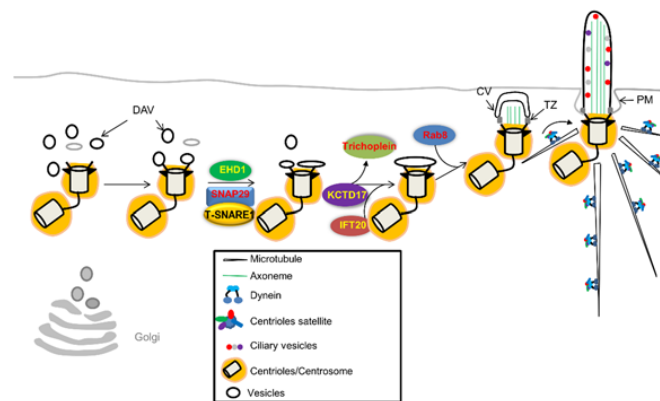 DAV
EHD1
SNAP29
T-SNARE1
Trichoplein
KCTD17
IFT20
Rab8
CV
TZ
PM
Golgi
Microtubule
Axoneme
Dynein
Centrioles satellite
Ciliary vesicles
Centrioles/Centrosome
Vesicles